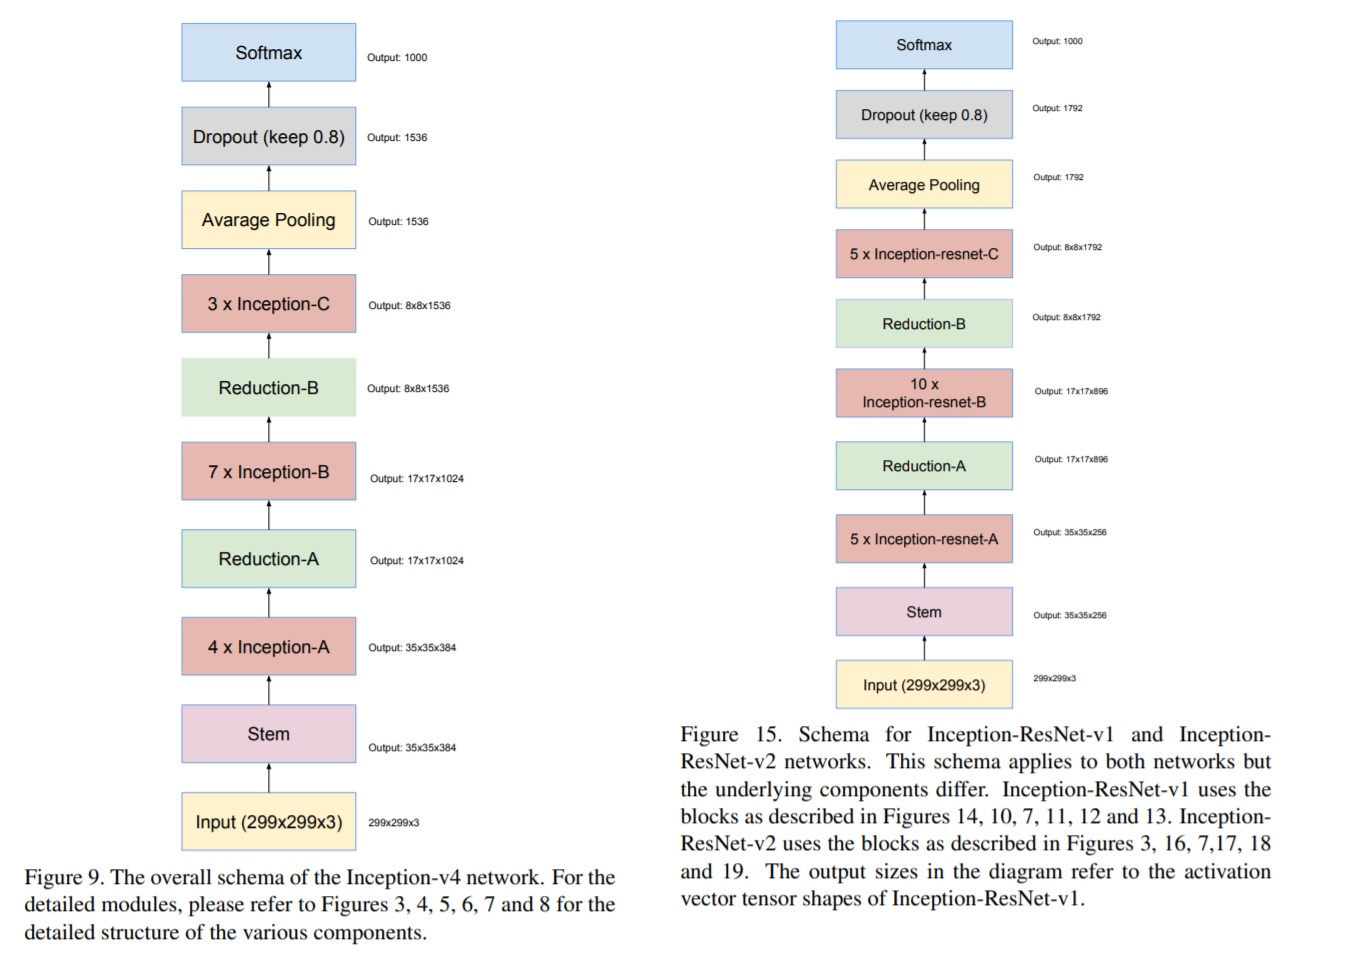 Softmax
Output: 1000
Dropout (keep 0.8)
Output: 1536
Avarage Pooling
Output: 1536
3 x Inception-C
Output: 8x8x1536
Reduction-B
Output: 8x8x1536
7 x Inception-B
Output: 17x17x1024
Reduction-A
Output: 17x17x1024
4 x Inception-A
Output: 35x35x384
Stem
Output: 35x35x384
Input (299x299x3)
299x299x3
Figure 9. The overall schema of the Inception-v4 network. For the
detailed modules, please refer to Figures 3, 4, 5, 6, 7 and 8 for the
detailed structure of the various components.
Softmax
Output: 1000
Dropout (keep 0.8)
Output: 1792
Average Pooling
Output: 1792
5 x Inception-resnet-C
Output: 8x8x1792
Reduction-B
Output: 8x8x1792
10 x
Inception-resnet-B
Output: 17x17x896
Reduction-A
Output: 17x17x896
5 x Inception-resnet-A
Output: 35x35x256
Stem
Output: 35x35x256
Input (299x299x3)
299x299x3
Figure 15. Schema for Inception-ResNet-v1 and Inception-
ResNet-v2 networks. This schema applies to both networks but
the underlying components differ. Inception-ResNet-v1 uses the
blocks as described in Figures 14, 10, 7, 11, 12 and 13. Inception-
ResNet-v2 uses the blocks as described in Figures 3, 16, 7,17, 18
and 19. The output sizes in the diagram refer to the activation
vector tensor shapes of Inception-ResNet-v1.